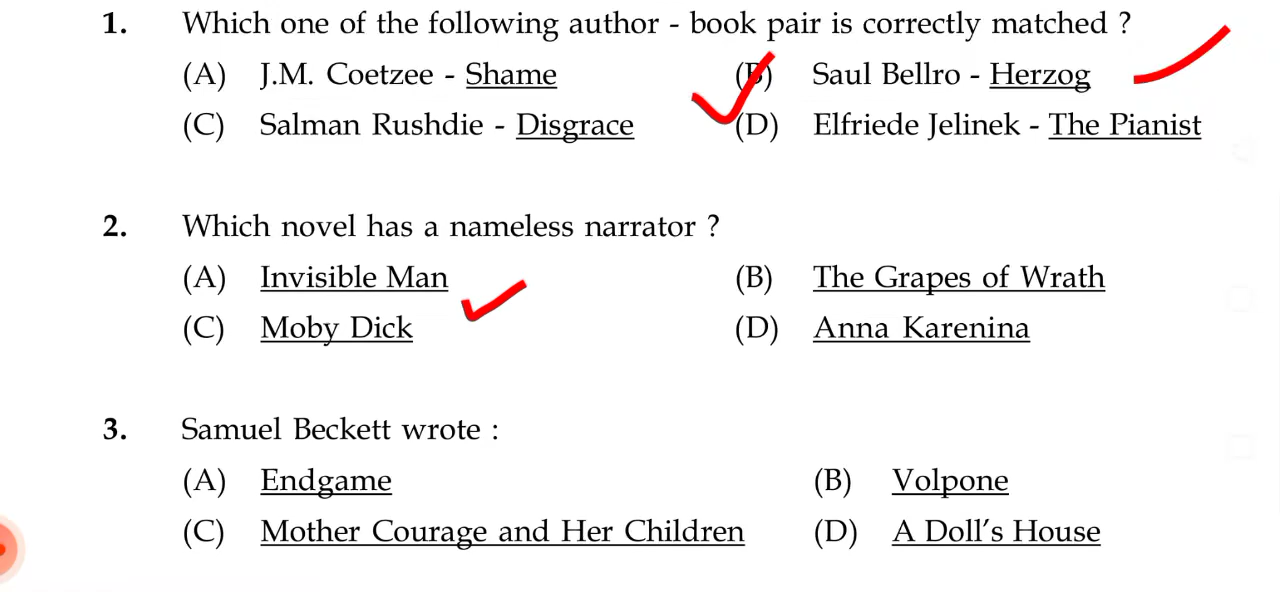 1. Which one of the following author - book pair is correctly matched ?
(A) J.M. Coetzee - Shame (B) Saul Bellro - Herzog
(C) Salman Rushdie - Disgrace (D) Elfriede Jelinek - The Pianist
2. Which novel has a nameless narrator ?
(A) Invisible Man (B) The Grapes of Wrath
(C) Moby Dick (D) Anna Karenina
3. Samuel Beckett wrote :
(A) Endgame (B) Volpone
(C) Mother Courage and Her Children (D) A Doll's House